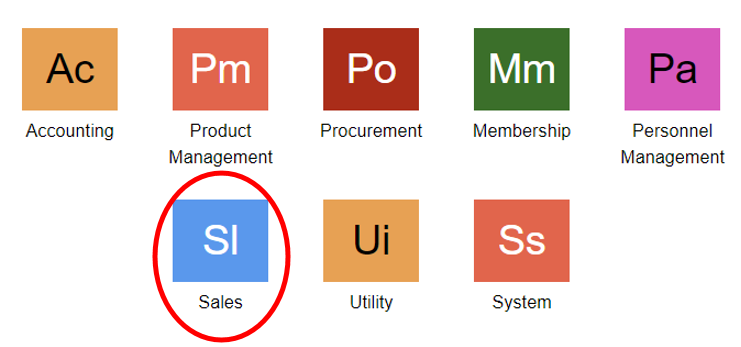 Ac Pm Po Mm Pa
Accounting Product Procurement Membership Personnel
Management Management
Sl Ui Ss
Sales Utility System